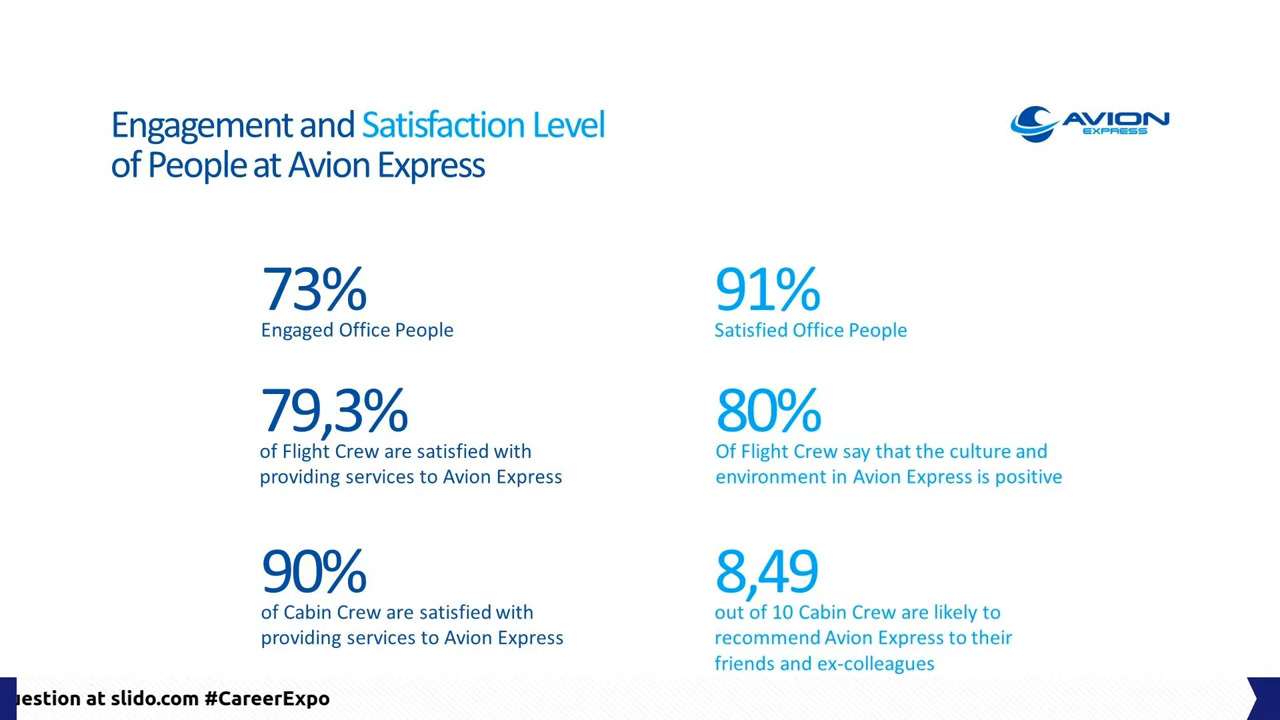 Engagement and Satisfaction Level
of People at Avion Express
AVION
EXPRESS
73%
Engaged Office People
91%
Satisfied Office People
79,3%
of Flight Crew are satisfied with
providing services to Avion Express
80%
Of Flight Crew say that the culture and
environment in Avion Express is positive
90%
of Cabin Crew are satisfied with
providing services to Avion Express
8,49
out of 10 Cabin Crew are likely to
recommend Avion Express to their
friends and ex-colleagues
uestion at slido.com #CareerExpo